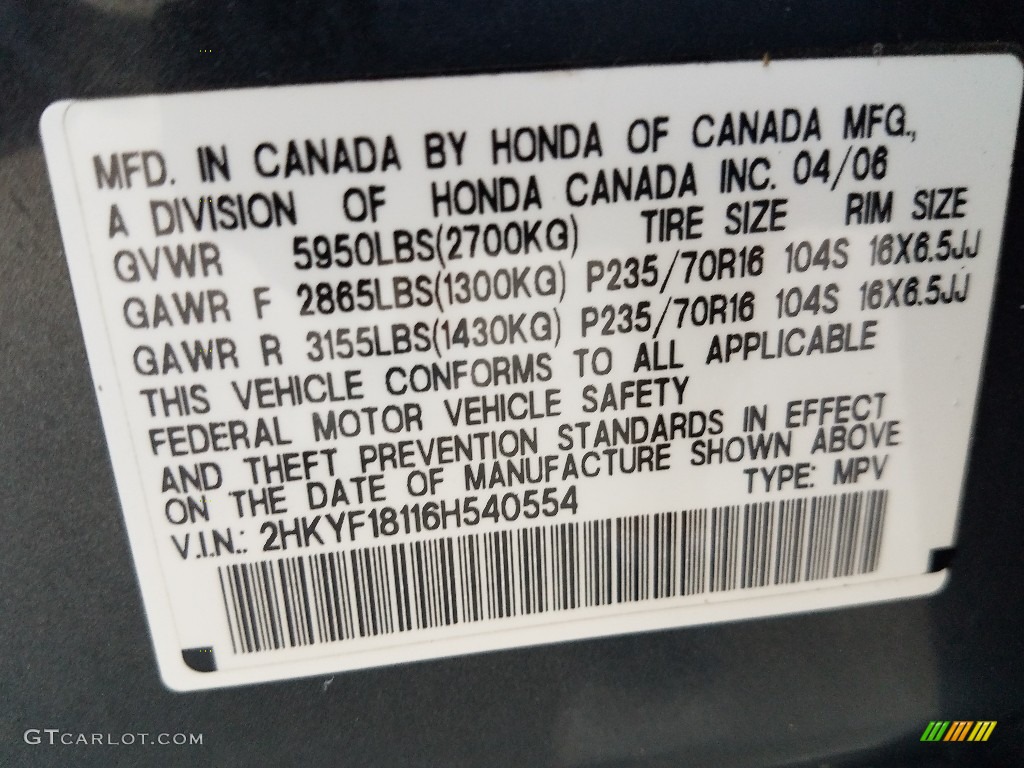 MFD. IN CANADA BY HONDA OF CANADA MFG.,
A DIVISION OF HONDA CANADA INC. 04/06
GVWR 5950LBS(2700KG) TIRE SIZE RIM SIZE
GAWR F 2865LBS(1300KG) P235/70R16 104S 16X6.5JJ
GAWR R 3155LBS(1430KG) P235/70R16 104S 16X6.5JJ
THIS VEHICLE CONFORMS TO ALL APPLICABLE
FEDERAL MOTOR VEHICLE SAFETY
AND THEFT PREVENTION STANDARDS IN EFFECT
ON THE DATE OF MANUFACTURE SHOWN ABOVE
V.I.N.: 2HKYF18116H540554 TYPE: MPV
GTCARLOT.COM